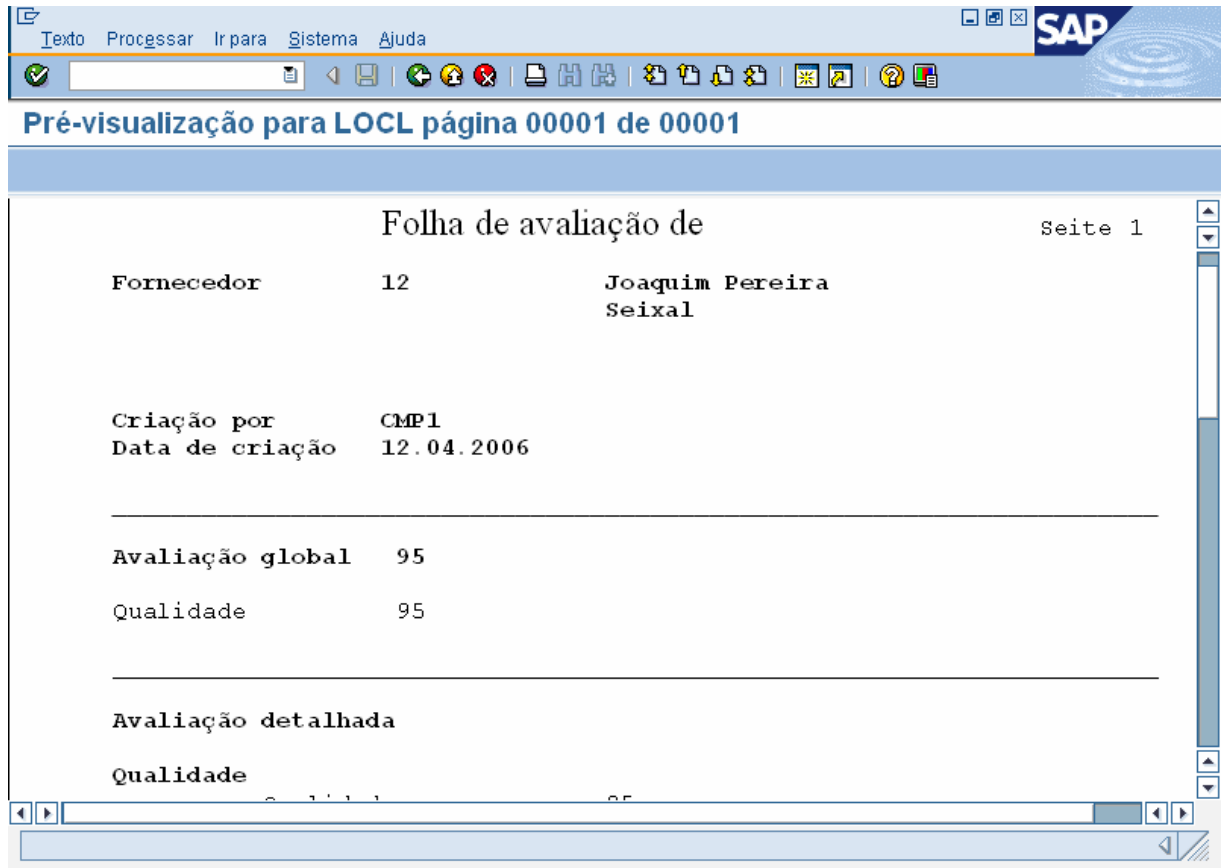 Texto Processar Ir para Sistema Ajuda
SAP
Pré-visualização para LOCL página 00001 de 00001
Folha de avaliação de Seite 1
Fornecedor 12 Joaquim Pereira
Seixal
Criação por CMP1
Data de criação 12.04.2006
Avaliação global 95
Qualidade 95
Avaliação detalhada
Qualidade